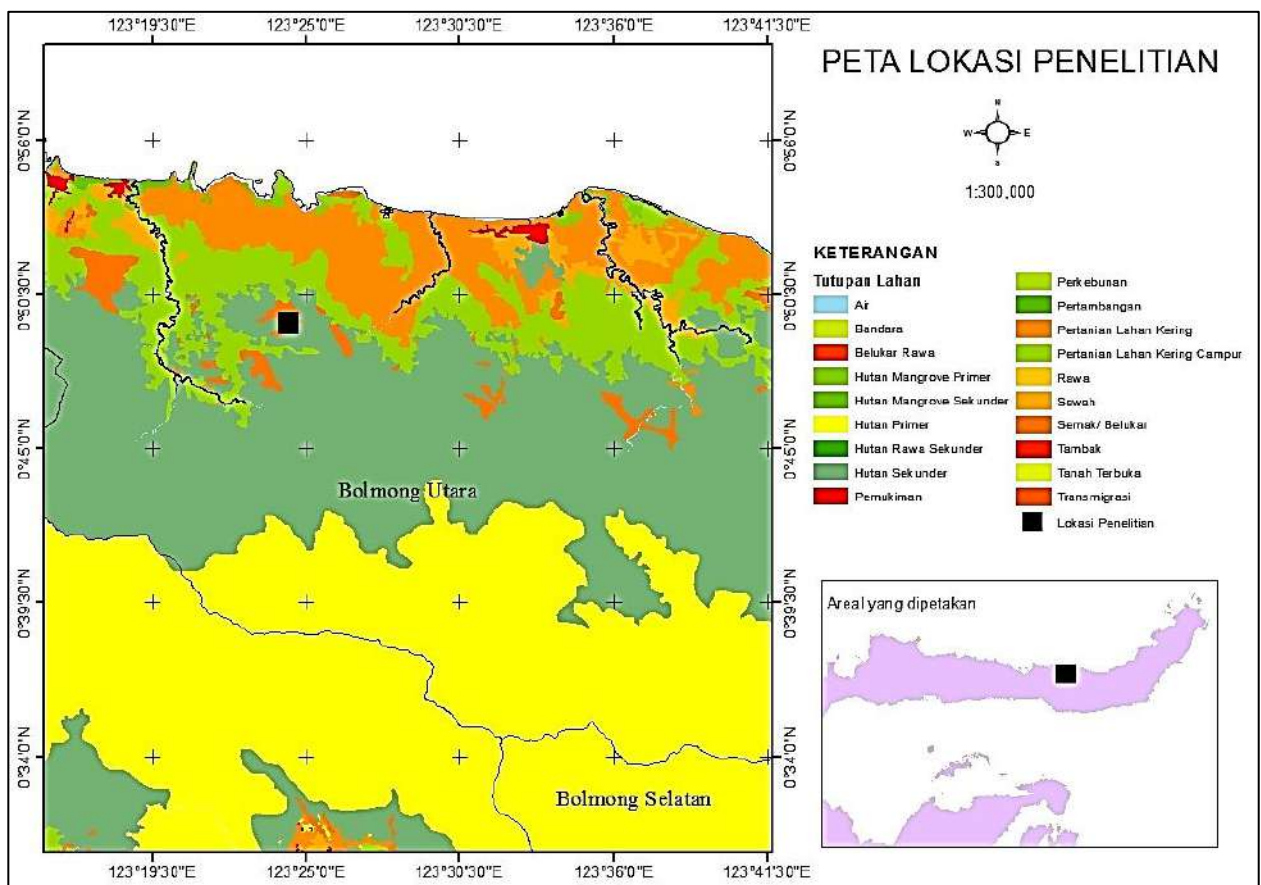 123°19'30"E 123°25'0"E 123°30'30"E 123°36'0"E 123°41'30"E
PETA LOKASI PENELITIAN
N
W E
S
1:300,000
0°56'0"N 0°56'0"N
0°50'30"N 0°50'30"N
0°45'0"N 0°45'0"N
0°39'30"N 0°39'30"N
0°34'0"N 0°34'0"N
Bolmong Utara
Bolmong Selatan
123°19'30"E 123°25'0"E 123°30'30"E 123°36'0"E 123°41'30"E
KETERANGAN
Tutupan Lahan
Air
Bandara
Belukar Rawa
Hutan Mangrove Primer
Hutan Mangrove Sekunder
Hutan Primer
Hutan Rawa Sekunder
Hutan Sekunder
Pemukiman
Perkebunan
Pertambangan
Pertanian Lahan Kering
Pertanian Lahan Kering Campur
Rawa
Sawah
Semak/ Belukar
Tambak
Tanah Terbuka
Transmigrasi
Lokasi Penelitian
Areal yang dipetakan